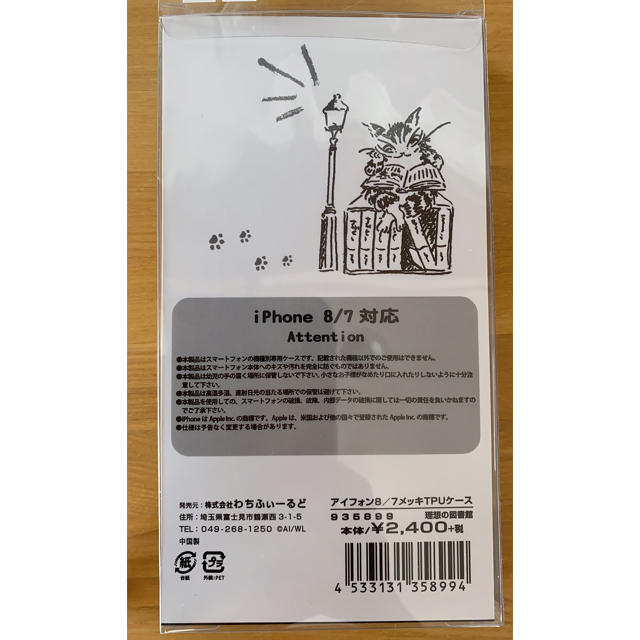 iPhone 8/7 対応
Attention
●本製品はスマートフォンの機種別専用ケースです。記載された機種以外でのご使用はできません。
●本製品はスマートフォン本体へのキズや汚れを完全に防ぐものではありません。
●本製品は幼児の手の届く場所に保管しないで下さい。小さなお子様がなめたり口に入れたりしないように十分注
意して下さい。
●本製品は高温多湿、直射日光の当たる場所での保管は避けて下さい。
●本製品を使用しての、スマートフォンの破損、故障、内部データの破損に関しては一切の責任を負いかねますの
でご了承下さい。
●iPhone は Apple Inc. の商標です。Apple は、米国および他の国々で登録された Apple Inc. の商標です。
●仕様は予告なく変更する場合があります。
発売元：株式会社わちふぃーるど
住所：埼玉県富士見市鶴瀬西3-1-5
TEL：049-268-1250 ©AI/WL
中国製
紙
台紙
プラ
外装:PET
アイフォン8／7メッキTPUケース
935899 理想の図書館
本体/¥2,400+税
4 533131 358994